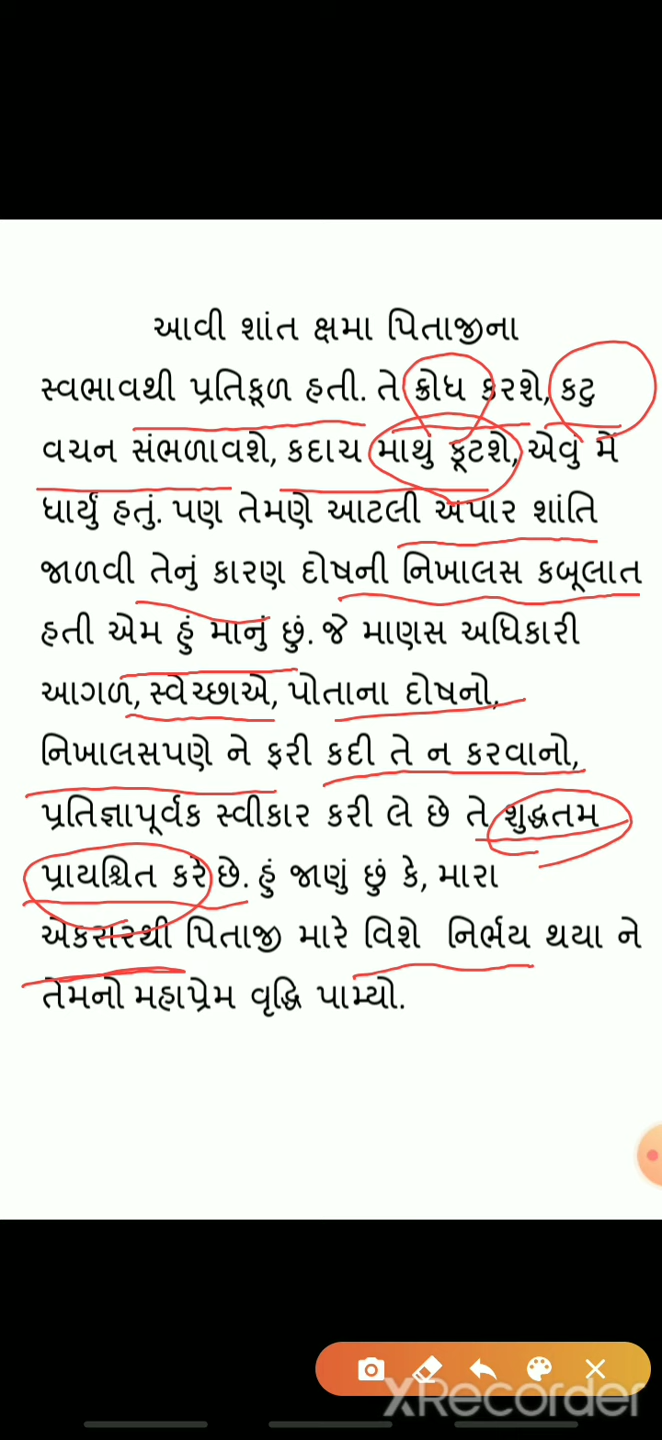 આવી શાંત ક્ષમા પિતાજીના
સ્વભાવથી પ્રતિકૂળ હતી. તે ક્રોધ કરશે, કટુ
વચન સંભળાવશે, કદાચ માથું કૂટશે, એવું મેં
ધાર્યું હતું. પણ તેમણે આટલી અપાર શાંતિ
જાળવી તેનું કારણ દોષની નિખાલસ કબૂલાત
હતી એમ હું માનું છું. જે માણસ અધિકારી
આગળ, સ્વેચ્છાએ, પોતાના દોષનો,
નિખાલસપણે ને ફરી કદી તે ન કરવાનો,
પ્રતિજ્ઞાપૂર્વક સ્વીકાર કરી લે છે તે શુદ્ધતમ
પ્રાયશ્ચિત કરે છે. હું જાણું છું કે, મારા
એકરારથી પિતાજી મારે વિશે નિર્ભય થયા ને
તેમનો મહાપ્રેમ વૃદ્ધિ પામ્યો.
XRecorder